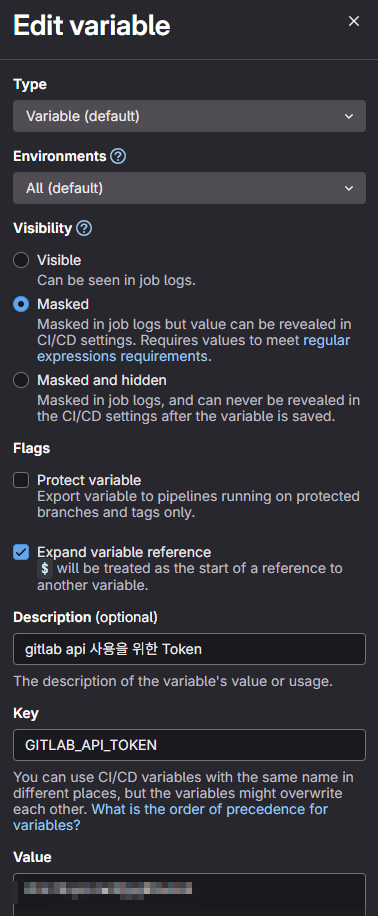 Edit variable
Type
Variable (default)
Environments
All (default)
Visibility
Visible
Can be seen in job logs.
Masked
Masked in job logs but value can be revealed in
CI/CD settings. Requires values to meet regular
expressions requirements.
Masked and hidden
Masked in job logs, and can never be revealed in
the CI/CD settings after the variable is saved.
Flags
Protect variable
Export variable to pipelines running on protected
branches and tags only.
Expand variable reference
$ will be treated as the start of a reference to
another variable.
Description (optional)
gitlab api 사용을 위한 Token
The description of the variable's value or usage.
Key
GITLAB_API_TOKEN
You can use CI/CD variables with the same name in
different places, but the variables might overwrite
each other. What is the order of precedence for
variables?
Value